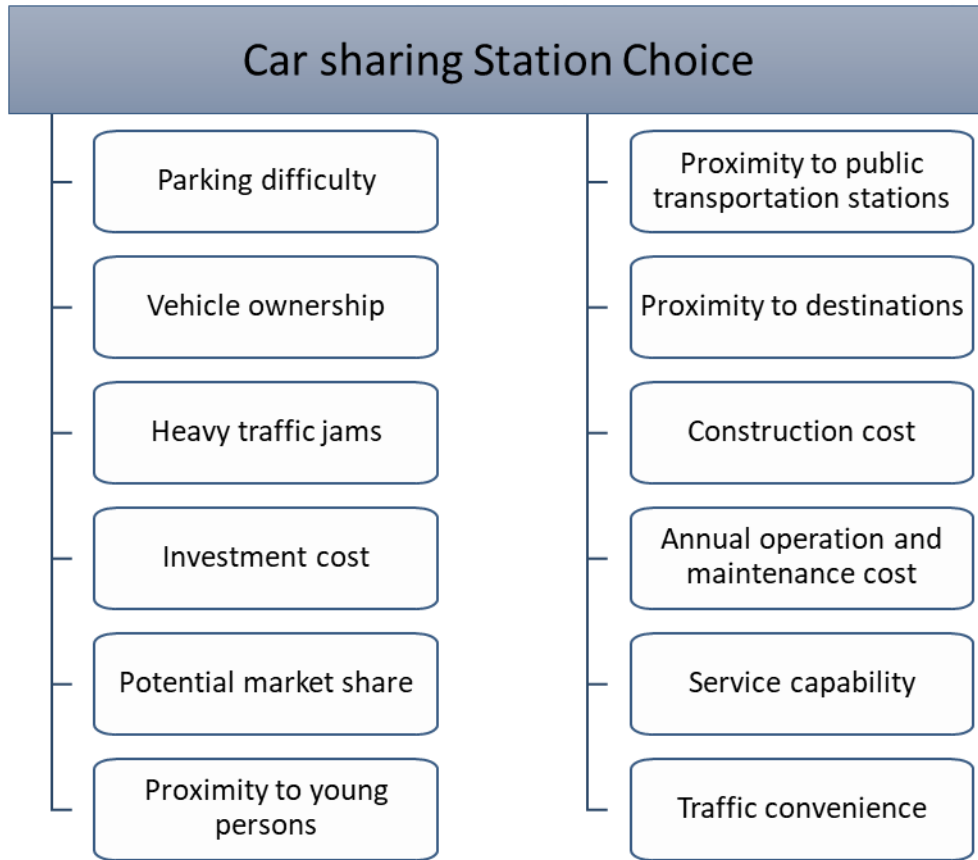 Car sharing Station Choice
Parking difficulty
Vehicle ownership
Heavy traffic jams
Investment cost
Potential market share
Proximity to young
persons
Proximity to public
transportation stations
Proximity to destinations
Construction cost
Annual operation and
maintenance cost
Service capability
Traffic convenience